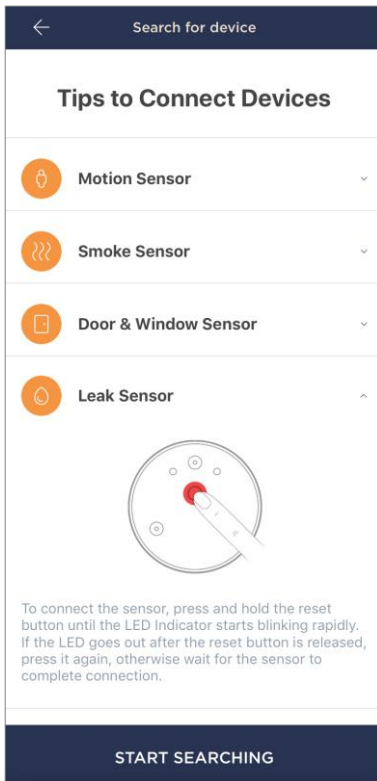 Search for device
Tips to Connect Devices
Motion Sensor
Smoke Sensor
Door & Window Sensor
Leak Sensor
To connect the sensor, press and hold the reset
button until the LED Indicator starts blinking rapidly.
If the LED goes out after the reset button is released,
press it again, otherwise wait for the sensor to
complete connection.
START SEARCHING